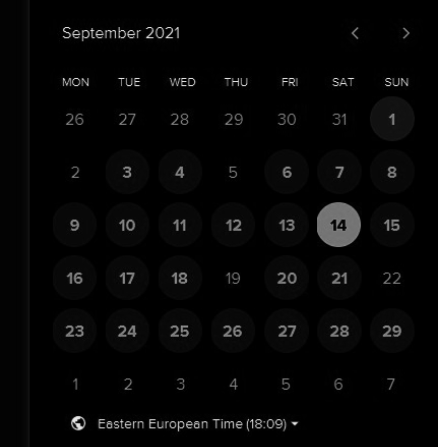 September 2021 < >
MON TUE WED THU FRI SAT SUN
26 27 28 29 30 31 1
2 3 4 5 6 7 8
9 10 11 12 13 14 15
16 17 18 19 20 21 22
23 24 25 26 27 28 29
1 2 3 4 5 6 7
Eastern European Time (18:09)